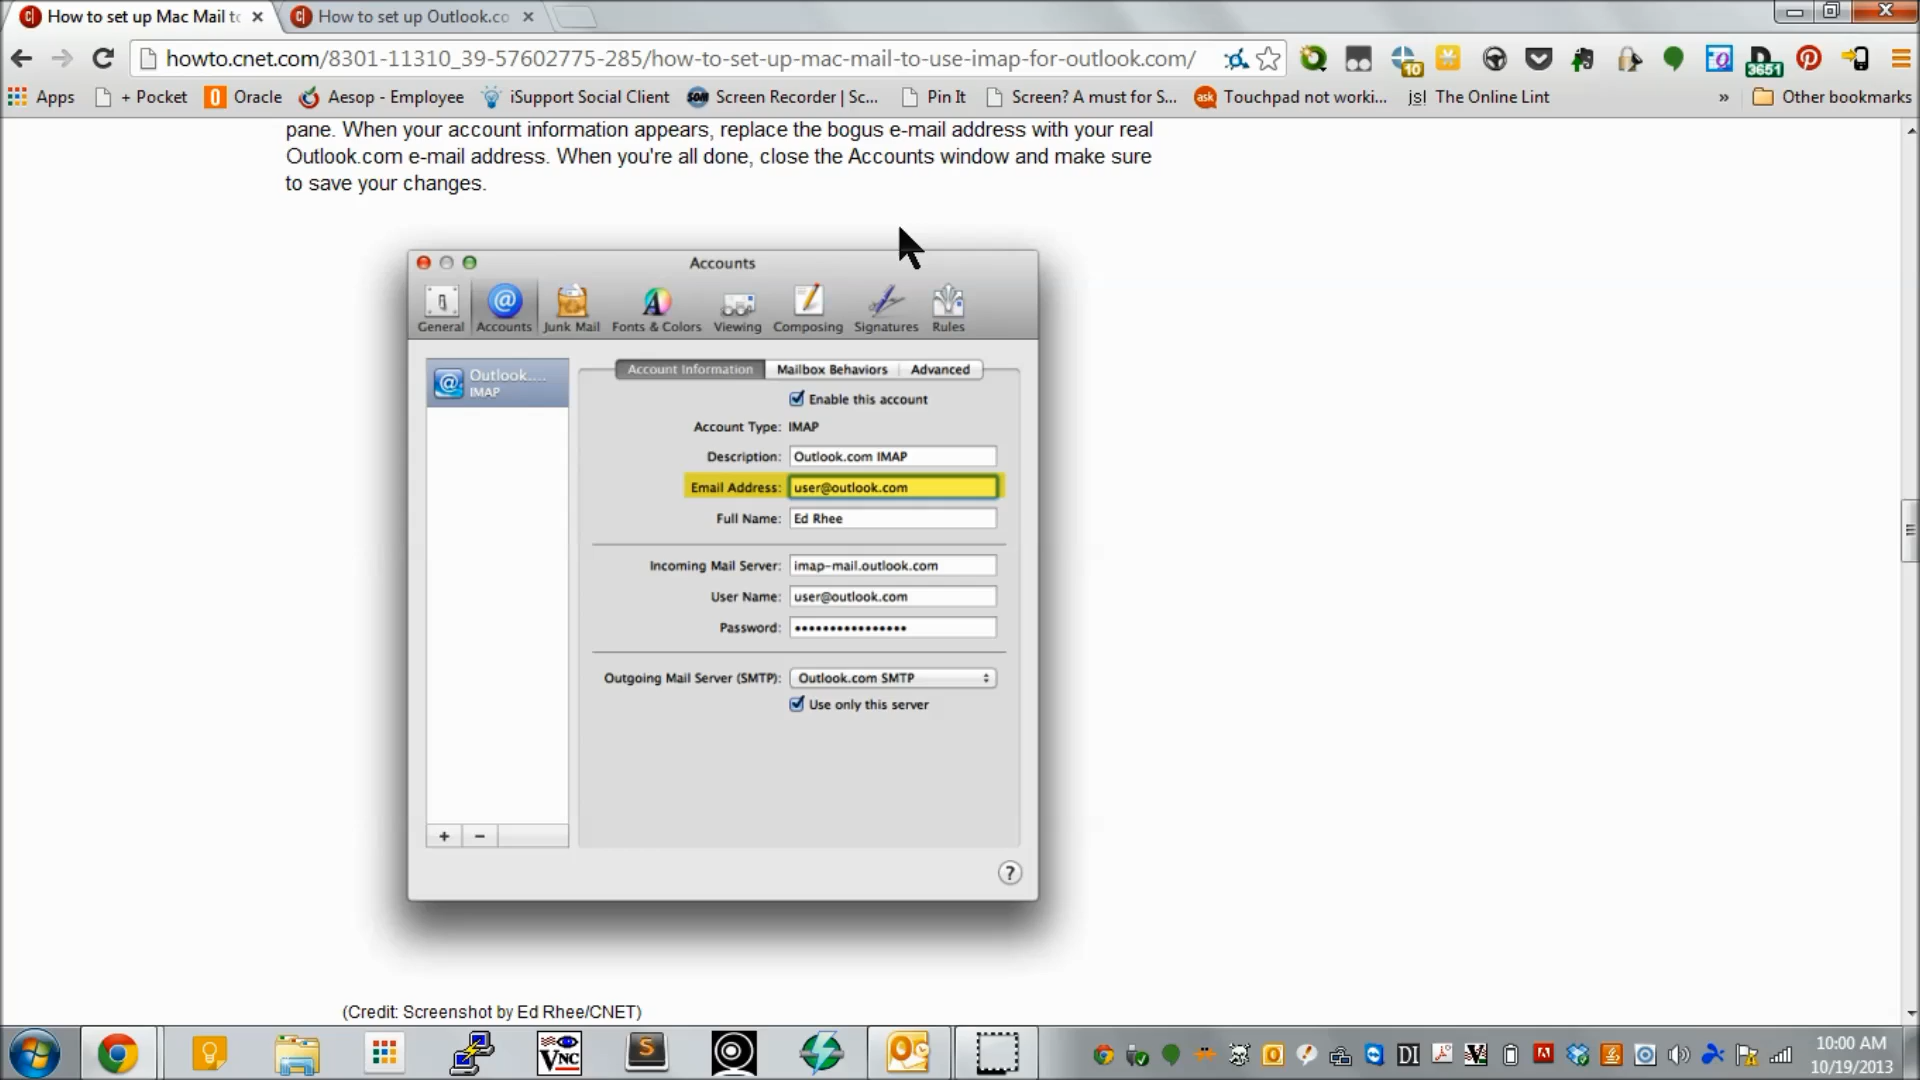 How to set up Mac Mail to
How to set up Outlook.co
howto.cnet.com/8301-11310_39-57602775-285/how-to-set-up-mac-mail-to-use-imap-for-outlook.com/
10
3651
Apps
+ Pocket
Oracle
Aesop - Employee
iSupport Social Client
SOM
Screen Recorder | Sc...
Pin It
Screen? A must for S...
ask
Touchpad not worki...
js!
The Online Lint
»
Other bookmarks
pane. When your account information appears, replace the bogus e-mail address with your real
Outlook.com e-mail address. When you're all done, close the Accounts window and make sure
to save your changes.
Accounts
General
Accounts
Junk Mail
Fonts & Colors
Viewing
Composing
Signatures
Rules
Outlook....
IMAP
Account Information
Mailbox Behaviors
Advanced
Enable this account
Account Type: IMAP
Description: Outlook.com IMAP
Email Address: user@outlook.com
Full Name: Ed Rhee
Incoming Mail Server: imap-mail.outlook.com
User Name: user@outlook.com
Password: ••••••••••••••••
Outgoing Mail Server (SMTP): Outlook.com SMTP
Use only this server
+
−
?
(Credit: Screenshot by Ed Rhee/CNET)
VNC
S
DI
10:00 AM
10/19/2013